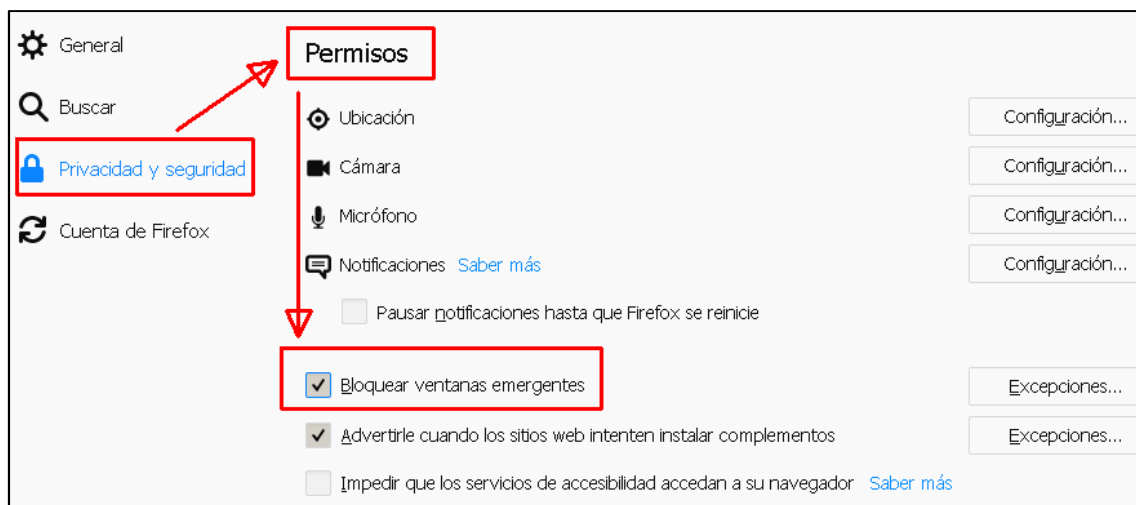 General
Buscar
Privacidad y seguridad
Cuenta de Firefox
Permisos
Ubicación Configuración...
Cámara Configuración...
Micrófono Configuración...
Notificaciones Saber más Configuración...
Pausar notificaciones hasta que Firefox se reinicie
Bloquear ventanas emergentes Excepciones...
Advertirle cuando los sitios web intenten instalar complementos Excepciones...
Impedir que los servicios de accesibilidad accedan a su navegador Saber más